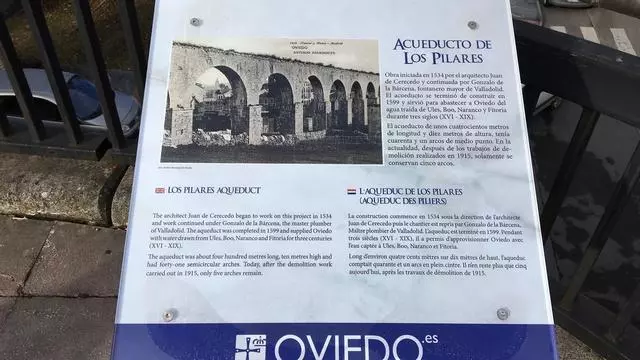 ACUEDUCTO DE
LOS PILARES
OVIEDO
Obra iniciada en 1534 por el arquitecto Juan
de Cerecedo y continuada por Gonzalo de la
Bárcena, fontanero mayor de Valladolid.
El acueducto se terminó de construir en
1599 y sirvió para abastecer a Oviedo del
agua traída de Ules, Boo, Naranco y Fitoria
durante tres siglos (XVI - XIX).
El acueducto de unos cuatrocientos metros
de longitud y diez metros de altura, tenía
cuarenta y un arcos de medio punto. En la
actualidad, después de los trabajos de de-
molición realizados en 1915, solamente se
conservan cinco arcos.
LOS PILARES AQUEDUCT
The architect Juan de Cerecedo began to work on this project in 1534
and work continued under Gonzalo de la Bárcena, the master plumber
of Valladolid. The aqueduct was completed in 1599 and supplied Oviedo
with water drawn from Ules, Boo, Naranco and Fitoria for three centuries
(XVI - XIX).
The aqueduct was about four hundred metres long, ten metres high and
had forty-one semicircular arches. Today, after the demolition work
carried out in 1915, only five arches remain.
L'AQUEDUC DE LOS PILARES
(AQUEDUC DES PILIERS)
La construction commence en 1534 sous la direction de l'architecte
Juan de Cerecedo puis le chantier est repris par Gonzalo de la Bárcena,
Maître plombier de Valladolid. L'aqueduc est terminé en 1599. Pendant
trois siècles (XVI - XIX), il a permis d'approvisionner Oviedo avec
l'eau captée à Ules, Boo, Naranco et Fitoria.
Long d'environ quatre cents mètres sur dix mètres de haut, l'aqueduc
comptait quarante et un arcs en plein cintre. Il n'en reste plus que cinq
aujourd'hui, après les travaux de démolition de 1915.
OVIEDO.es